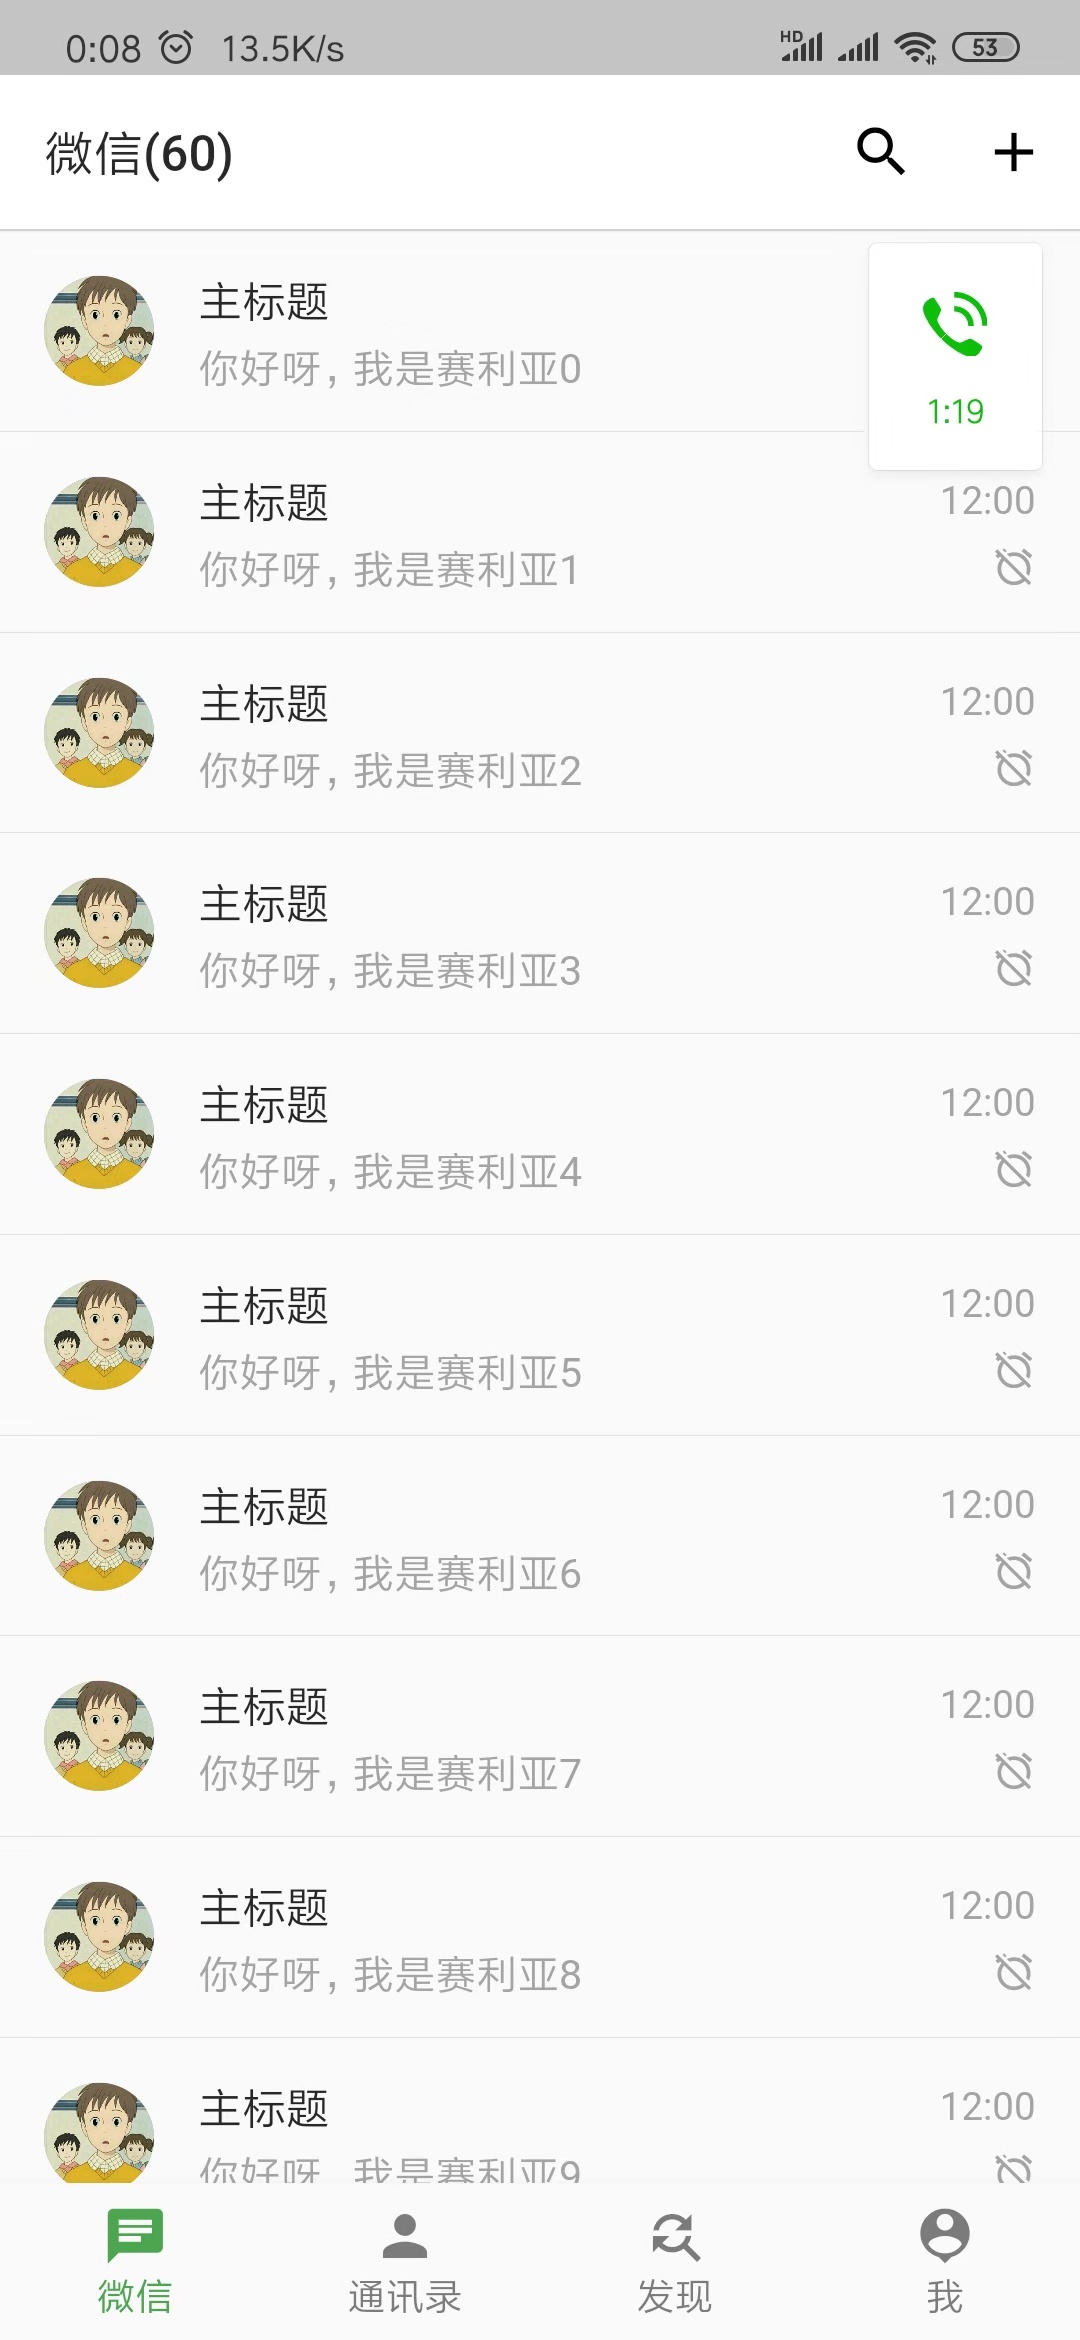 0:08 13.5K/s HD 53
微信(60)
主标题
你好呀，我是赛利亚0
1:19
主标题 12:00
你好呀，我是赛利亚1
主标题 12:00
你好呀，我是赛利亚2
主标题 12:00
你好呀，我是赛利亚3
主标题 12:00
你好呀，我是赛利亚4
主标题 12:00
你好呀，我是赛利亚5
主标题 12:00
你好呀，我是赛利亚6
主标题 12:00
你好呀，我是赛利亚7
主标题 12:00
你好呀，我是赛利亚8
主标题 12:00
你好呀，我是赛利亚9
微信 通讯录 发现 我